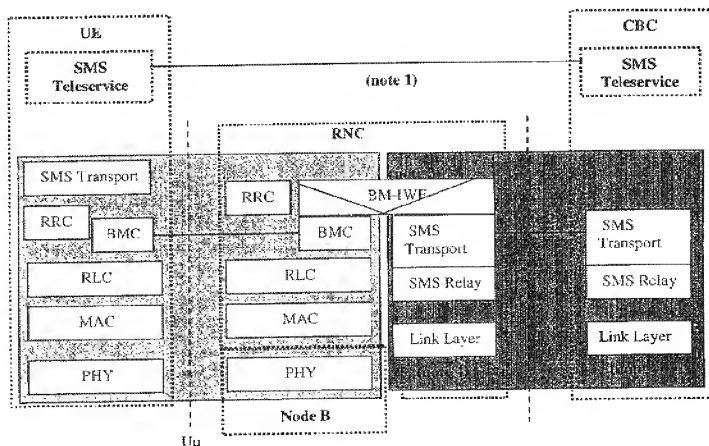 UE
CBC
SMS
Teleservice
(note 1)
SMS
Teleservice
RNC
SMS Transport
RRC
BMC
RLC
MAC
PHY
RRC
BM-IWF
BMC
RLC
MAC
PHY
Node B
SMS
Transport
SMS Relay
Link Layer
SMS
Transport
SMS Relay
Link Layer
Uu